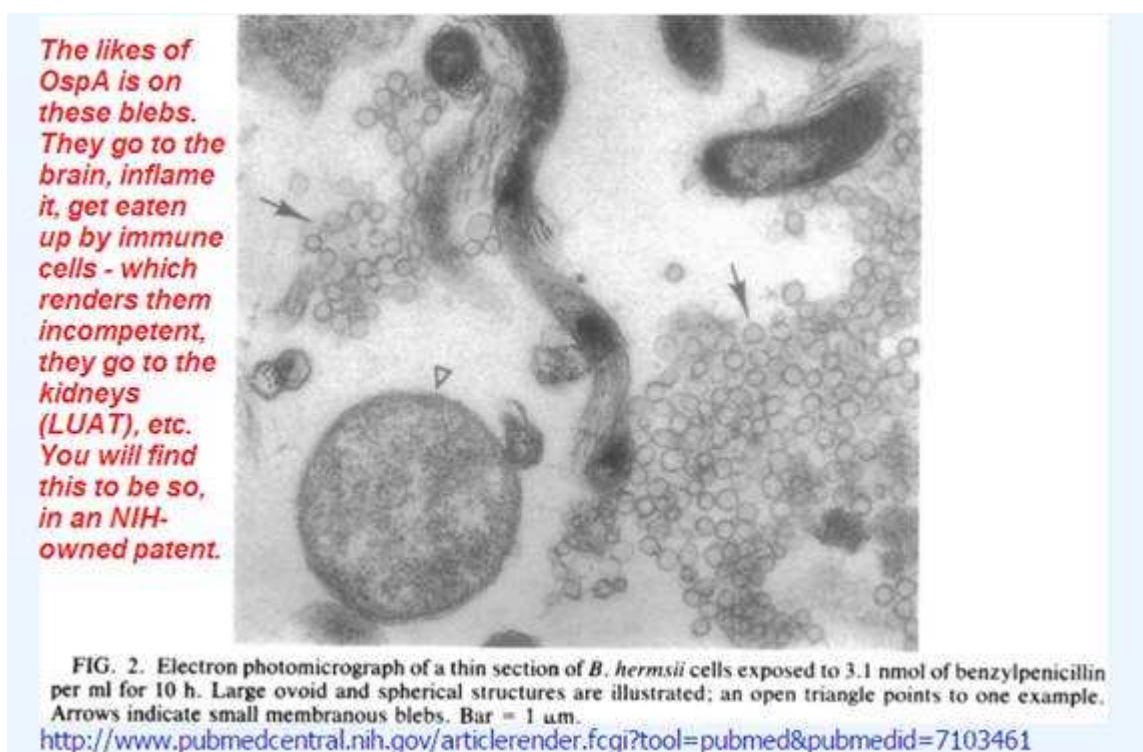 The likes of
OspA is on
these blebs.
They go to the
brain, inflame
it, get eaten
up by immune
cells - which
renders them
incompetent,
they go to the
kidneys
(LUAT), etc.
You will find
this to be so,
in an NIH-
owned patent.
FIG. 2. Electron photomicrograph of a thin section of B. hermsii cells exposed to 3.1 nmol of benzylpenicillin
per ml for 10 h. Large ovoid and spherical structures are illustrated; an open triangle points to one example.
Arrows indicate small membranous blebs. Bar = 1 μm.
http://www.pubmedcentral.nih.gov/articlerender.fcgi?tool=pubmed&pubmedid=7103461